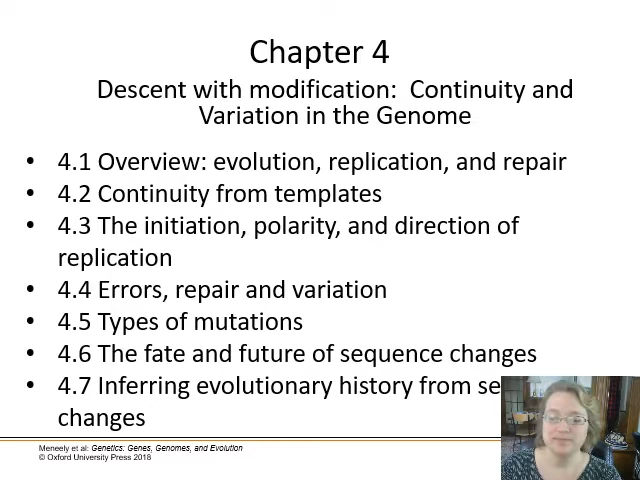 Chapter 4
Descent with modification:  Continuity and
Variation in the Genome
• 4.1 Overview: evolution, replication, and repair
• 4.2 Continuity from templates
• 4.3 The initiation, polarity, and direction of
replication
• 4.4 Errors, repair and variation
• 4.5 Types of mutations
• 4.6 The fate and future of sequence changes
• 4.7 Inferring evolutionary history from
changes
Meneely et al: Genetics: Genes, Genomes, and Evolution
© Oxford University Press 2018